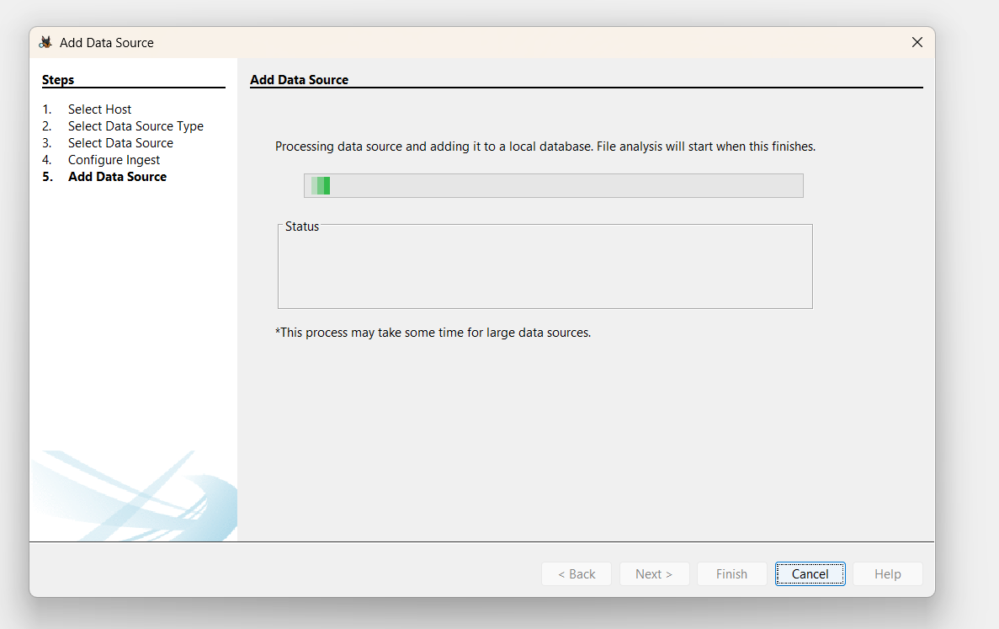 Add Data Source
Steps
1. Select Host
2. Select Data Source Type
3. Select Data Source
4. Configure Ingest
5. Add Data Source
Add Data Source
Processing data source and adding it to a local database. File analysis will start when this finishes.
Status
*This process may take some time for large data sources.
< Back Next > Finish Cancel Help